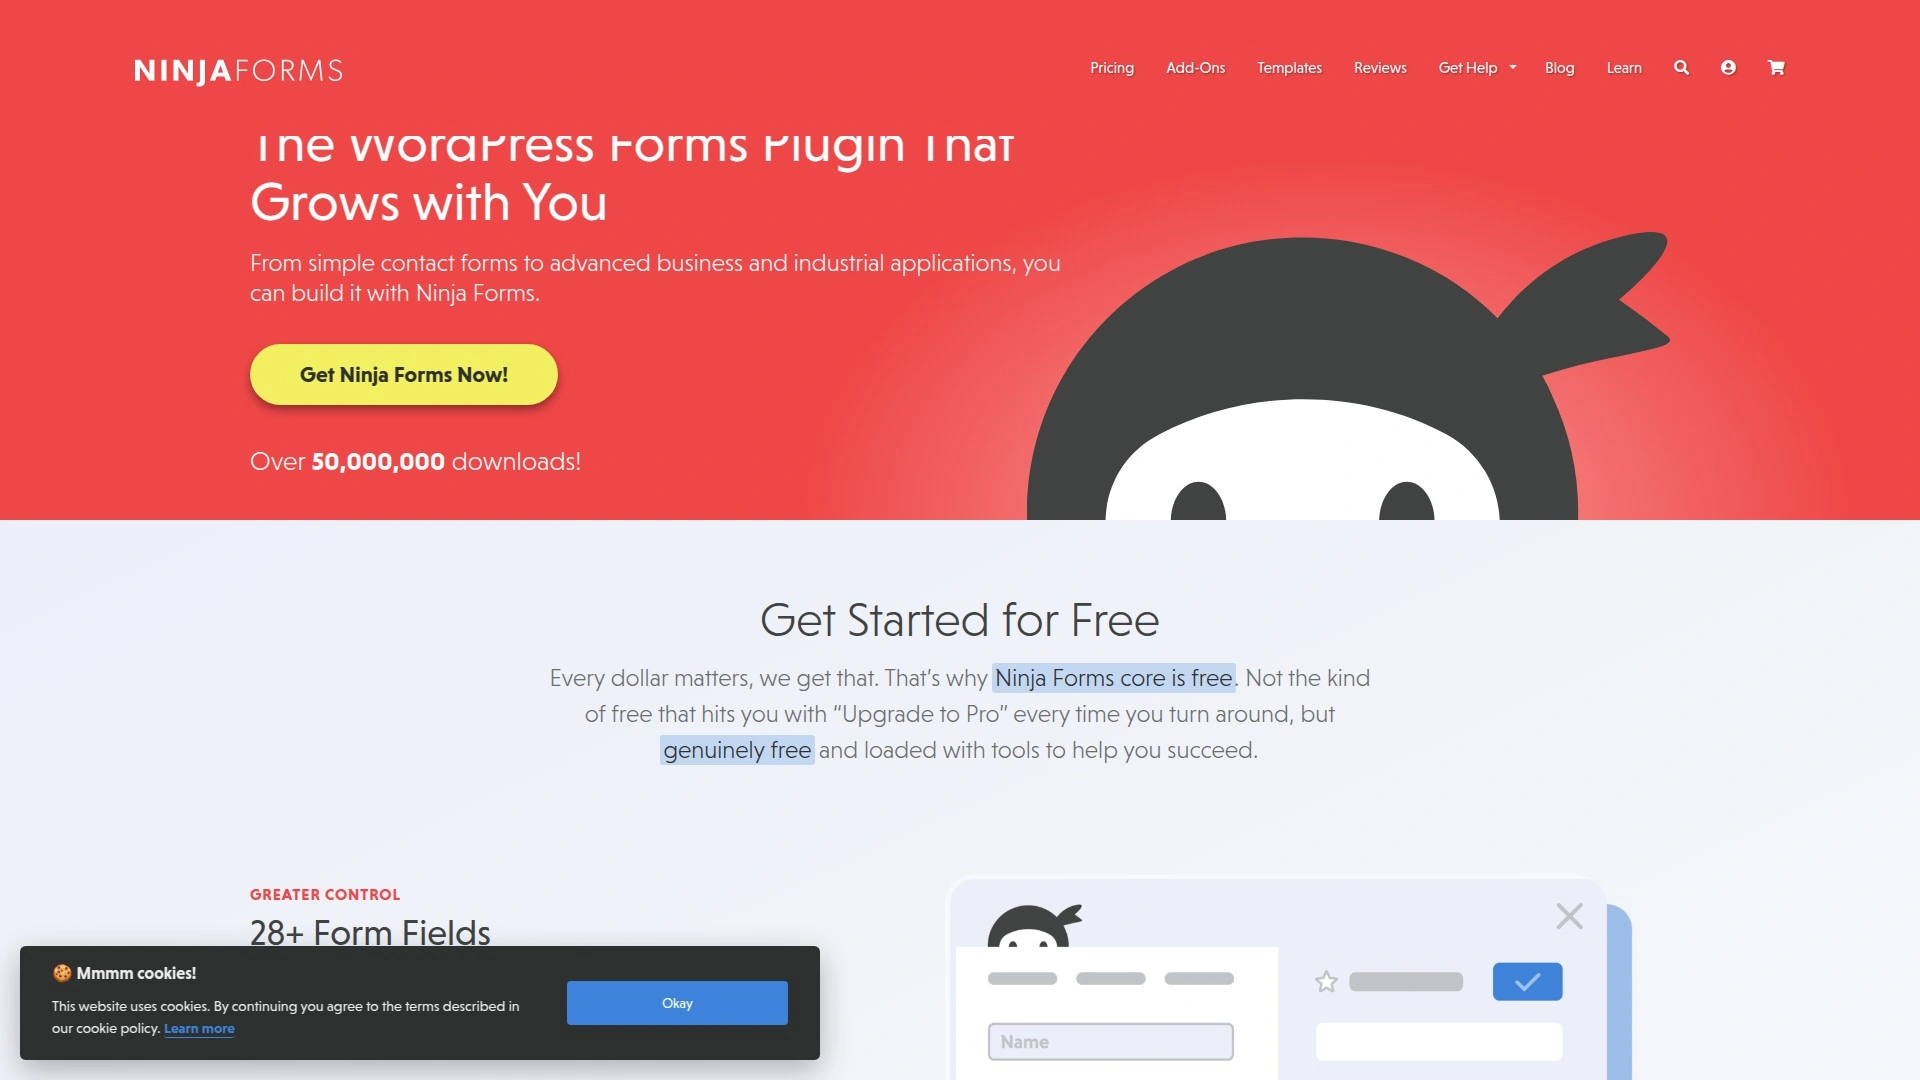 NINJAFORMS
Pricing Add-Ons Templates Reviews Get Help Blog Learn
The WordPress Forms Plugin That
Grows with You
From simple contact forms to advanced business and industrial applications, you
can build it with Ninja Forms.
Get Ninja Forms Now!
Over 50,000,000 downloads!
Get Started for Free
Every dollar matters, we get that. That’s why Ninja Forms core is free. Not the kind
of free that hits you with “Upgrade to Pro” every time you turn around, but
genuinely free and loaded with tools to help you succeed.
GREATER CONTROL
28+ Form Fields
🍪 Mmmm cookies!
This website uses cookies. By continuing you agree to the terms described in
our cookie policy. Learn more
Okay
Name